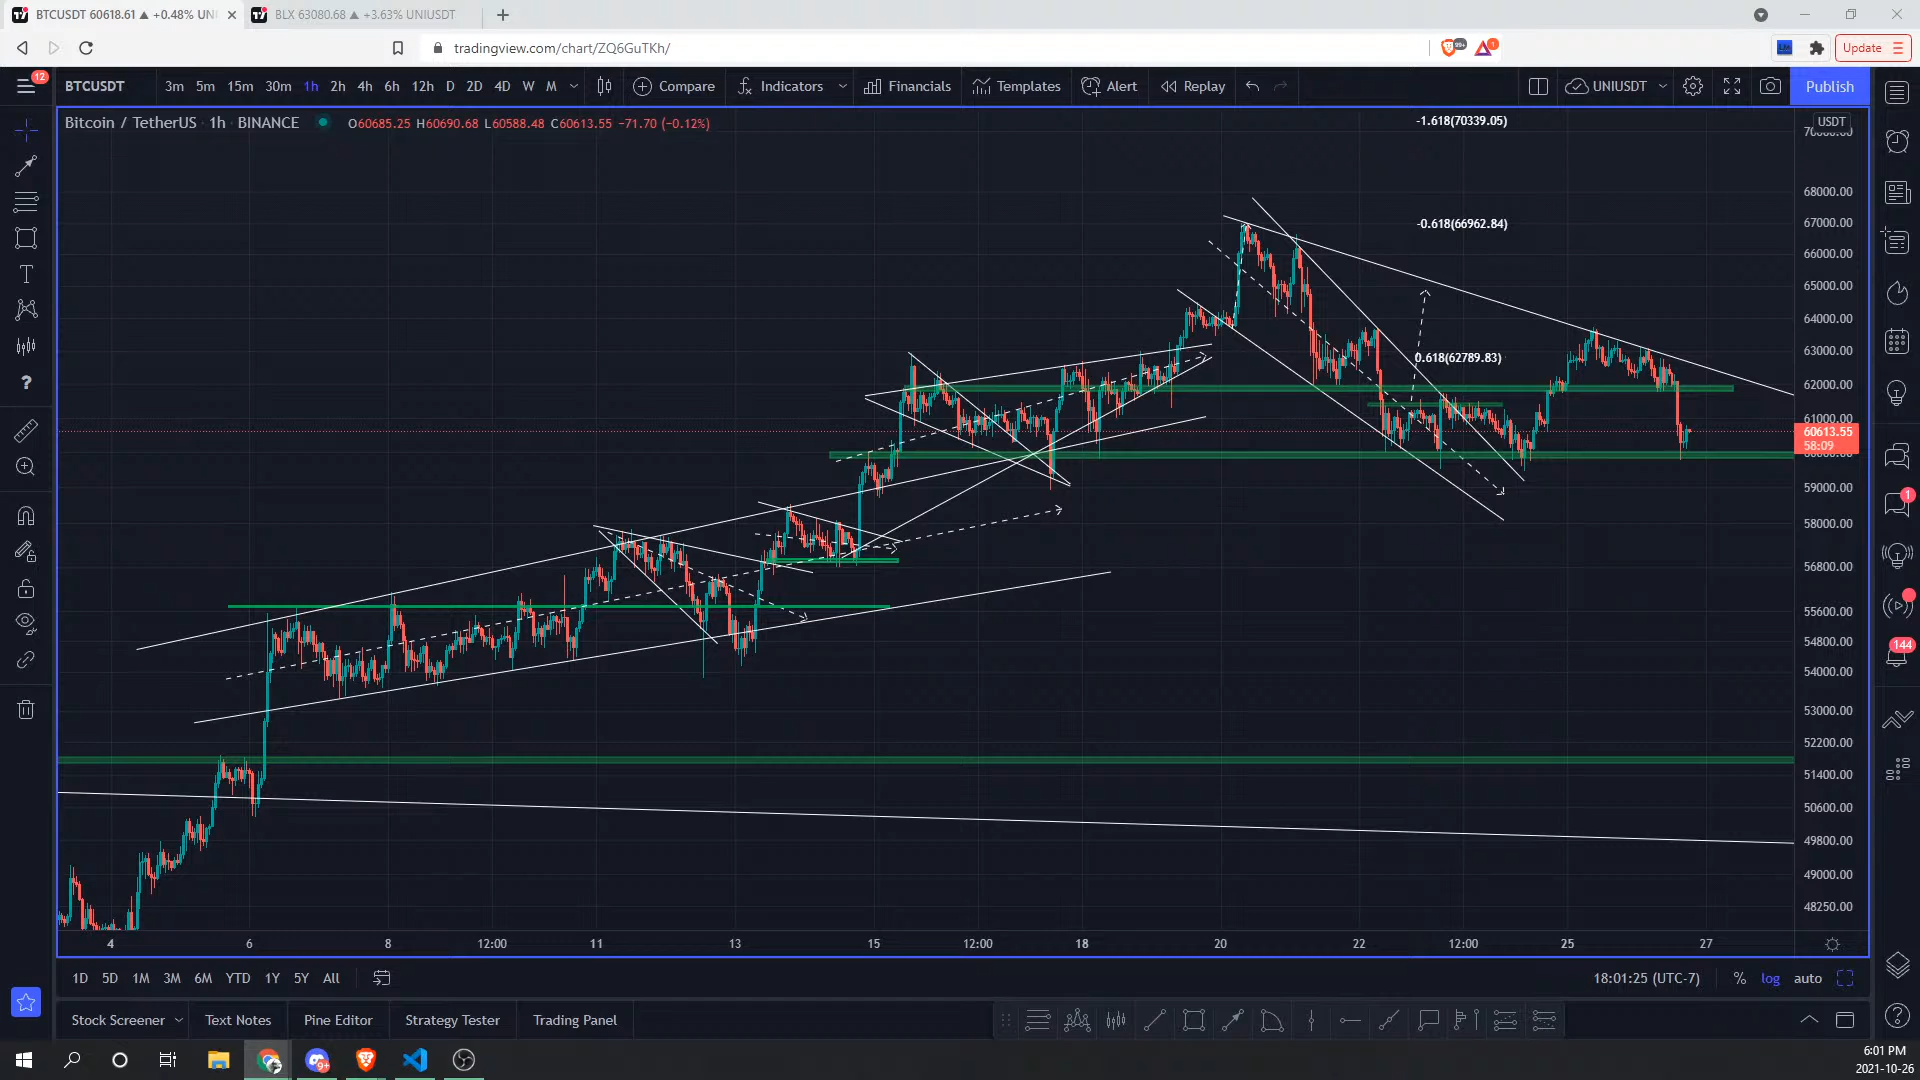 BTCUSDT 60618.61 ▲ +0.48% UNI
BLX 63080.68 ▲ +3.63% UNIUSDT
tradingview.com/chart/ZQ6GuTKh/
99+
1
Update
12
BTCUSDT
3m 5m 15m 30m 1h 2h 4h 6h 12h D 2D 4D W M
Compare
Indicators
Financials
Templates
Alert
Replay
UNIUSDT
Publish
Bitcoin / TetherUS · 1h · BINANCE
O60685.25 H60690.68 L60588.48 C60613.55 −71.70 (−0.12%)
USDT
-1.618(70339.05)
-0.618(66962.84)
0.618(62789.83)
68000.00
67000.00
66000.00
65000.00
64000.00
63000.00
62000.00
61000.00
60613.55
58:09
59000.00
58000.00
56800.00
55600.00
54800.00
54000.00
53000.00
52200.00
51400.00
50600.00
49800.00
49000.00
48250.00
4 6 8 12:00 11 13 15 12:00 18 20 22 12:00 25 27
1
144
1D 5D 1M 3M 6M YTD 1Y 5Y All
18:01:25 (UTC-7)
% log auto
Stock Screener
Text Notes
Pine Editor
Strategy Tester
Trading Panel
9+
6:01 PM
2021-10-26